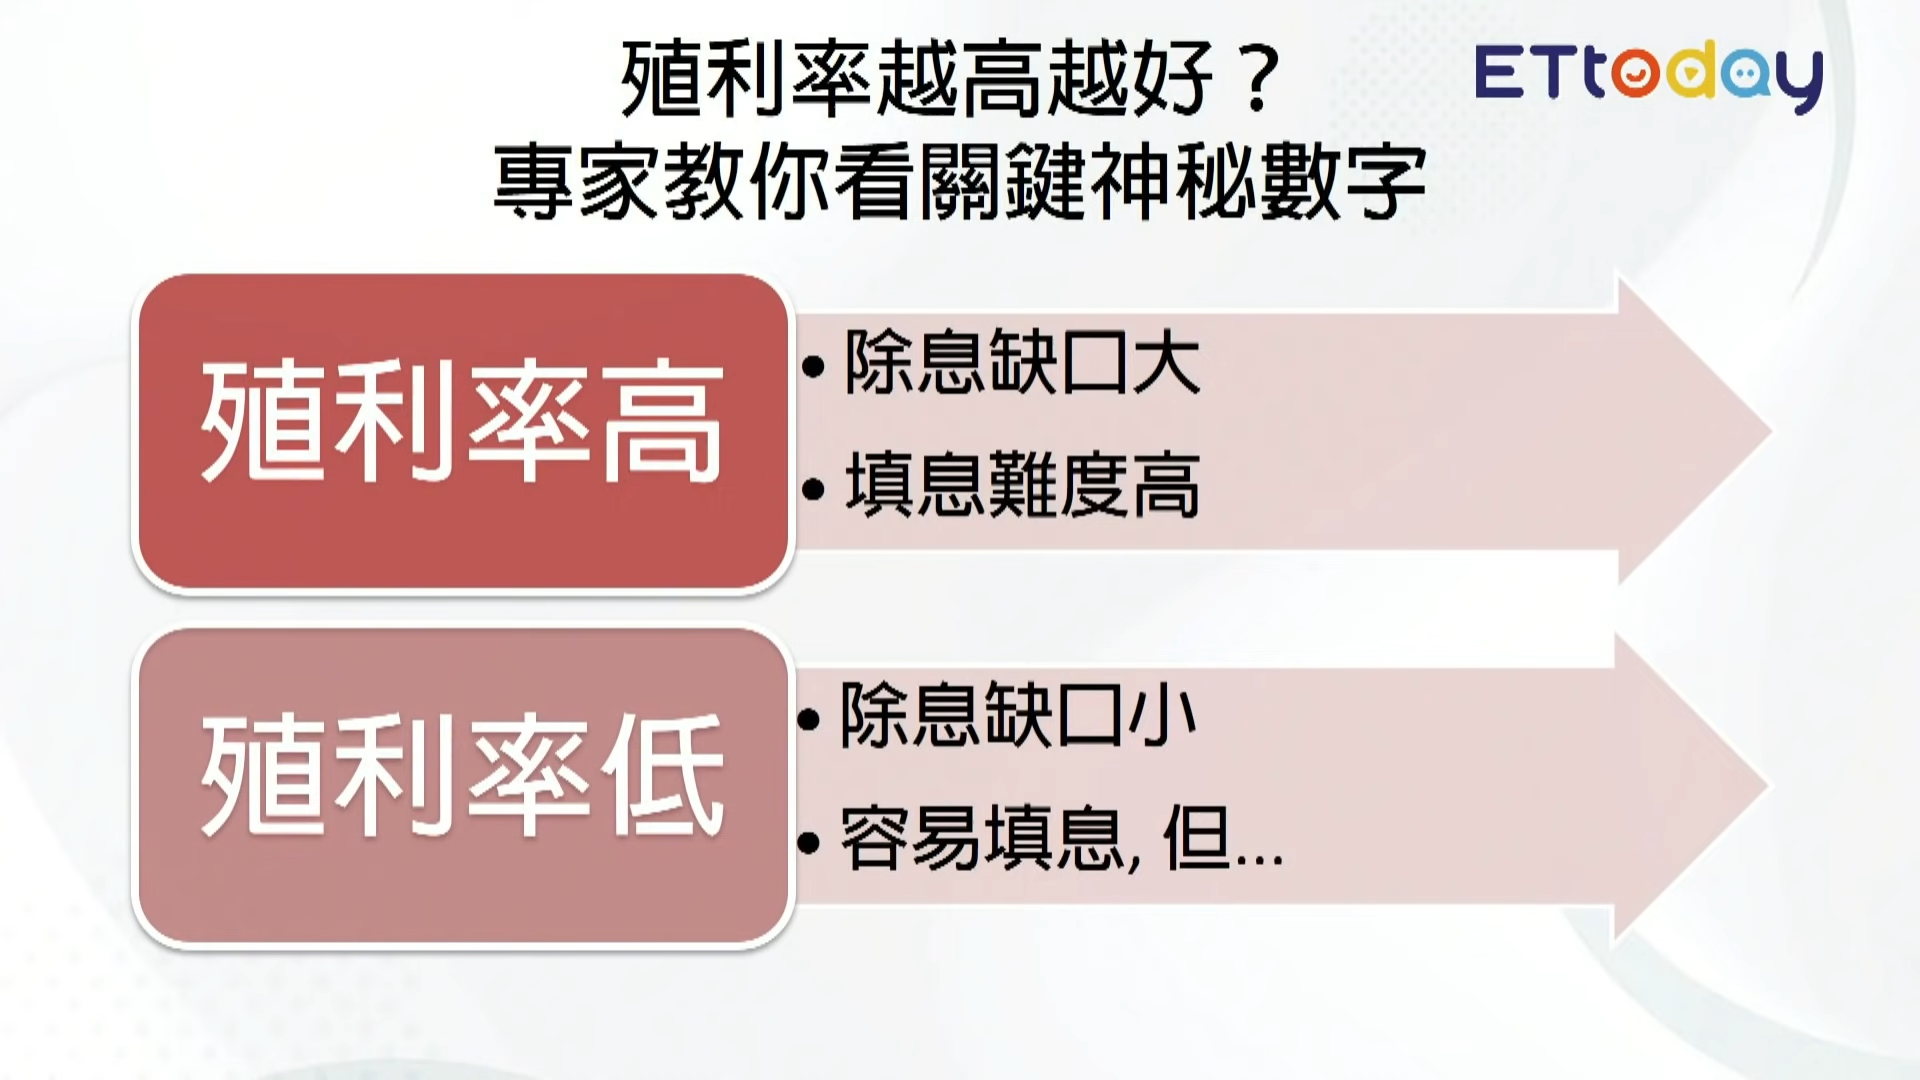 殖利率越高越好？
ETtoday
專家教你看關鍵神秘數字
殖利率高
• 除息缺口大
• 填息難度高
殖利率低
• 除息缺口小
• 容易填息, 但...